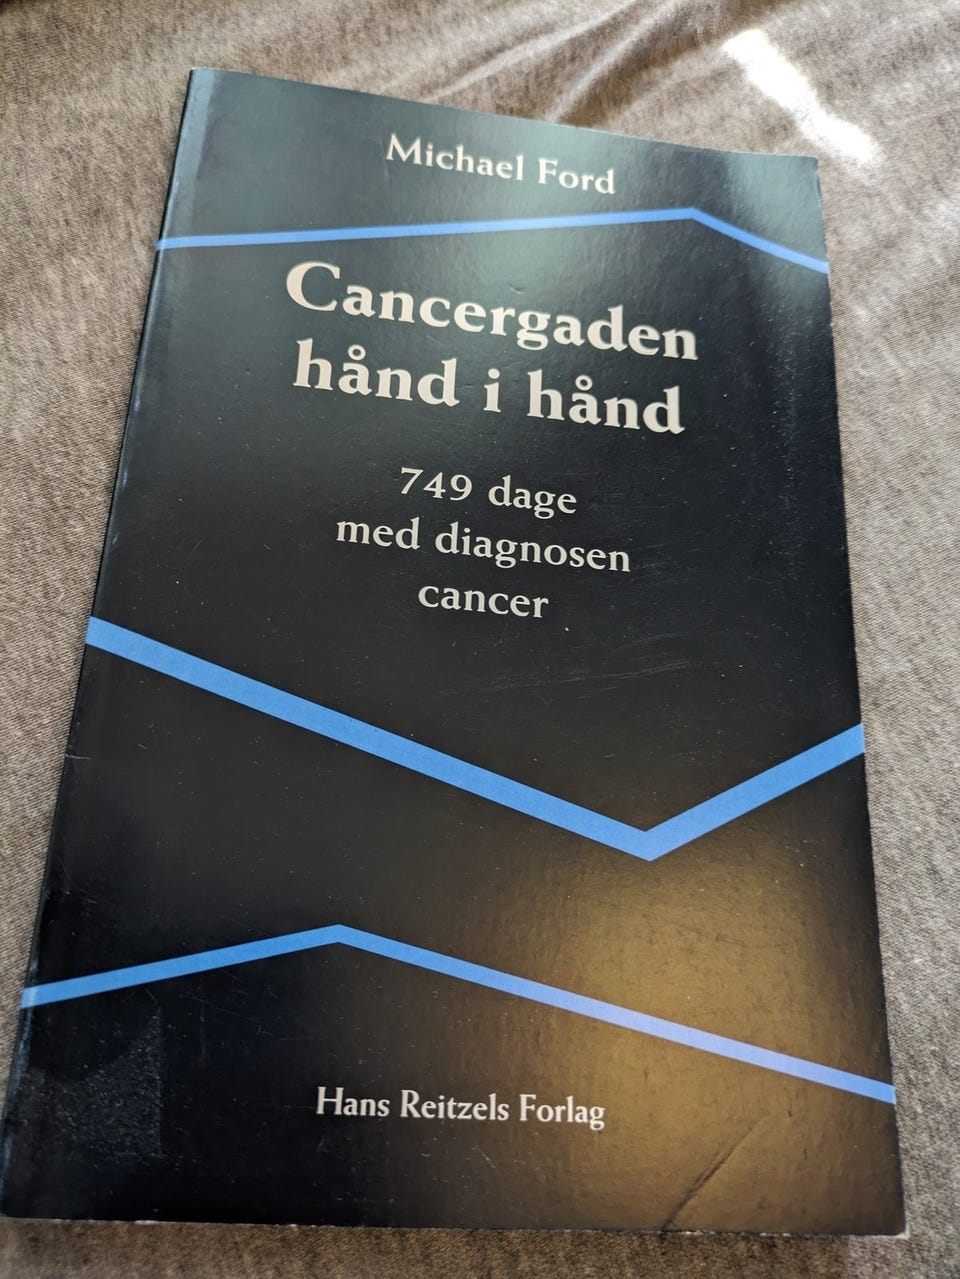 Michael Ford
Cancergaden
hånd i hånd
749 dage
med diagnosen
cancer
Hans Reitzels Forlag